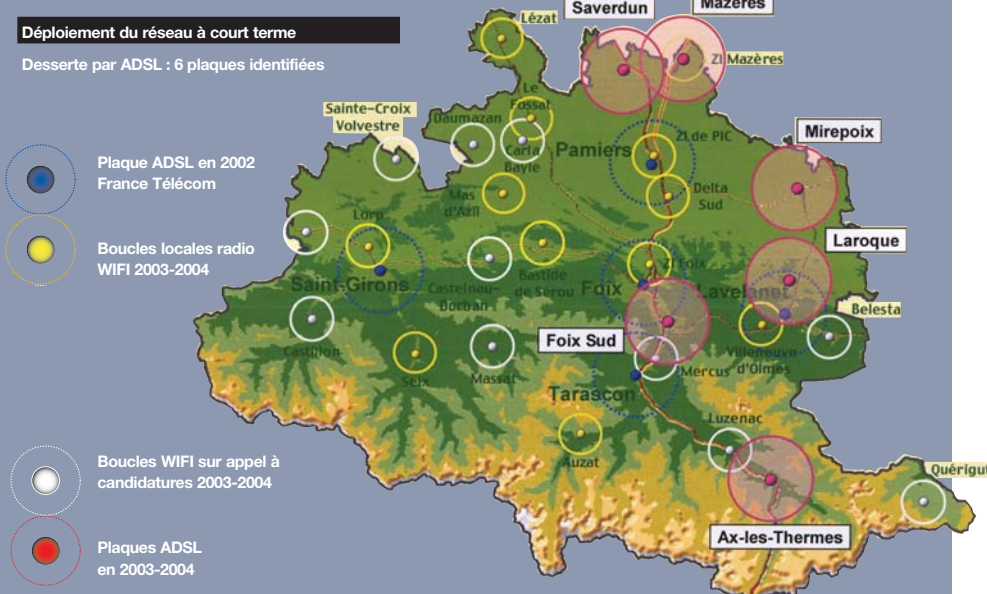 Déploiement du réseau à court terme
Desserte par ADSL : 6 plaques identifiées
Plaque ADSL en 2002
France Télécom
Boucles locales radio
WIFI 2003-2004
Boucles WIFI sur appel à
candidatures 2003-2004
Plaques ADSL
en 2003-2004
Saverdun
Mazères
Lézat
ZI Mazères
Le
Fossat
Sainte-Croix
Volvestre
Daumazan
Carla
Bayle
Pamiers
ZI de PIC
Mirepoix
Mas
d'Azil
Delta
Sud
Lorp
Laroque
Saint-Girons
Castelnau-
Durban
Bastide
de Sérou
Foix
ZI Foix
Lavelanet
Belesta
Castillon
Seix
Massat
Foix Sud
Mercus
Villeneuve
d'Olmes
Tarascon
Luzenac
Auzat
Quérigut
Ax-les-Thermes